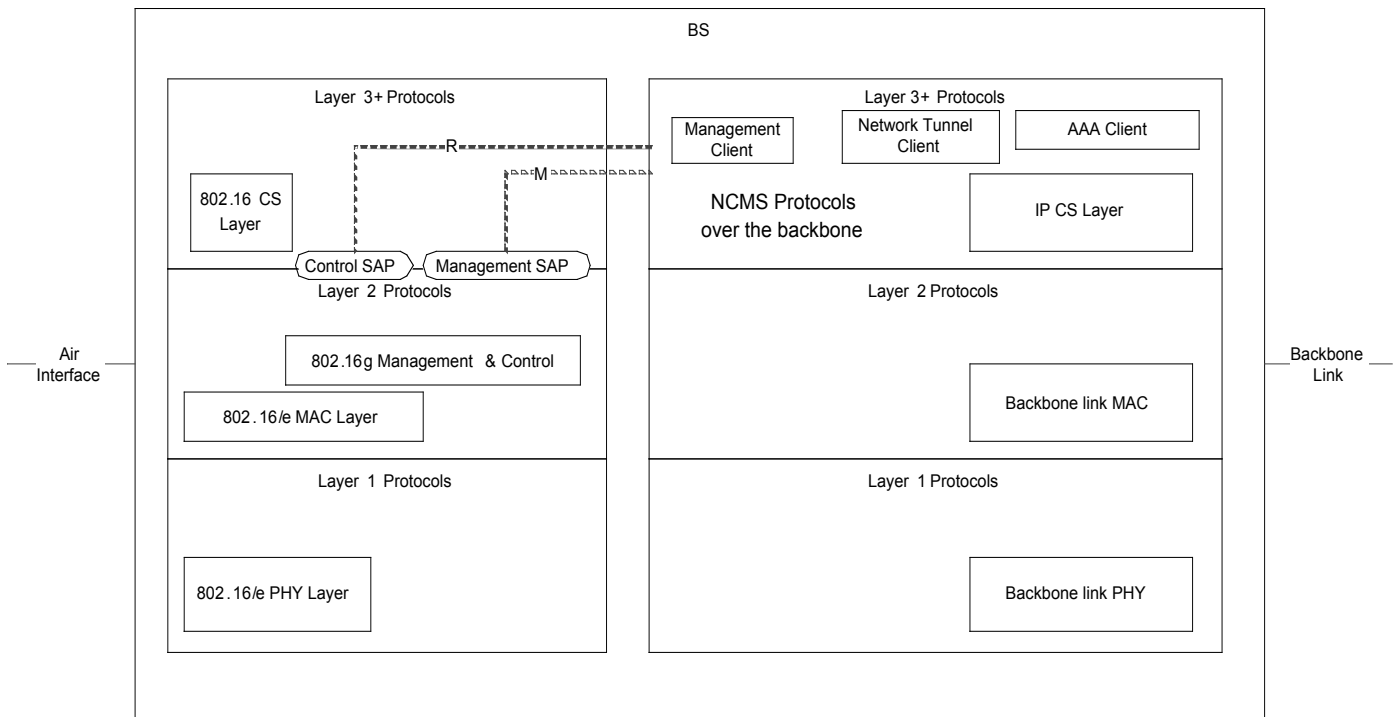 BS
Air
Interface
Layer 3+ Protocols
R
M
802.16 CS
Layer
Control SAP
Management SAP
Layer 2 Protocols
802.16g Management & Control
802.16/e MAC Layer
Layer 1 Protocols
802.16/e PHY Layer
Layer 3+ Protocols
Management
Client
Network Tunnel
Client
AAA Client
NCMS Protocols
over the backbone
IP CS Layer
Layer 2 Protocols
Backbone link MAC
Layer 1 Protocols
Backbone link PHY
Backbone
Link